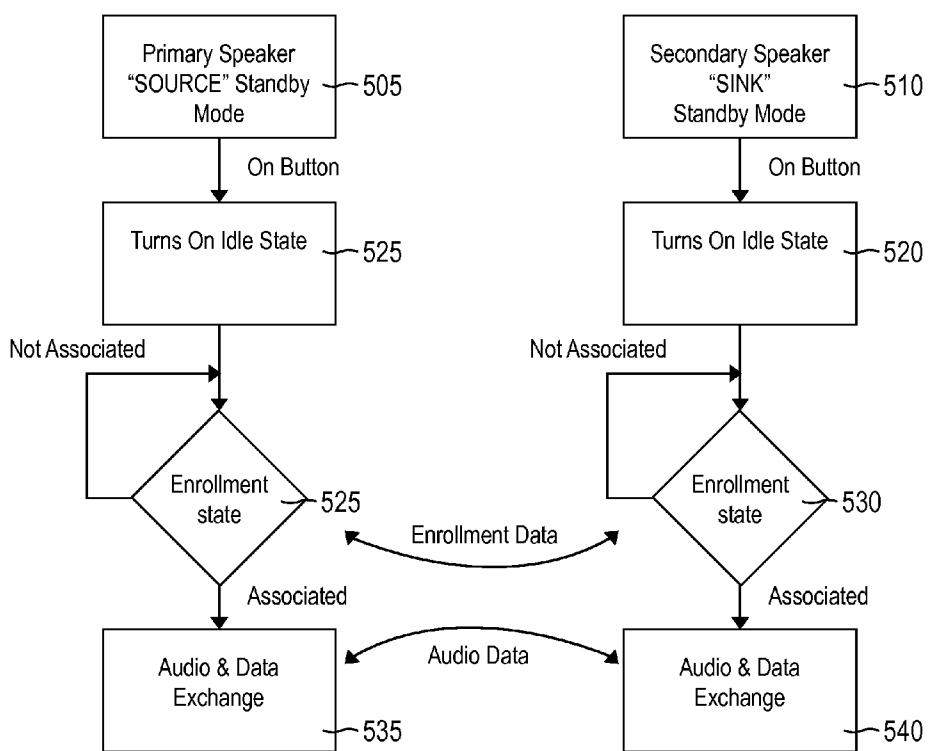 Primary Speaker
“SOURCE” Standby
Mode
505
On Button
Turns On Idle State
525
Not Associated
Enrollment
state
525
Associated
Audio & Data
Exchange
535
Secondary Speaker
“SINK”
Standby Mode
510
On Button
Turns On Idle State
520
Not Associated
Enrollment
state
530
Associated
Audio & Data
Exchange
540
Enrollment Data
Audio Data